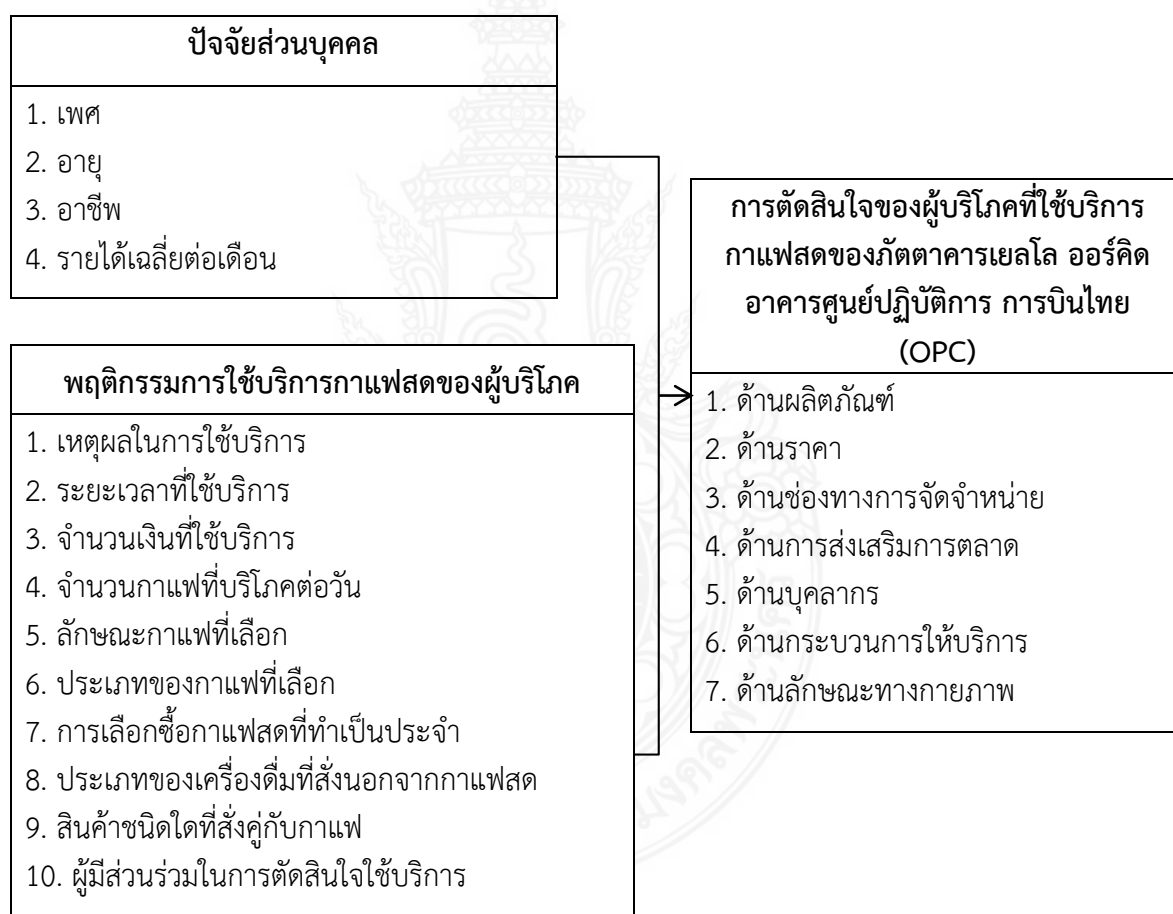 ปัจจัยส่วนบุคคล
1. เพศ
2. อายุ
3. อาชีพ
4. รายได้เฉลี่ยต่อเดือน
พฤติกรรมการใช้บริการกาแฟสดของผู้บริโภค
1. เหตุผลในการใช้บริการ
2. ระยะเวลาที่ใช้บริการ
3. จำนวนเงินที่ใช้บริการ
4. จำนวนกาแฟที่บริโภคต่อวัน
5. ลักษณะกาแฟที่เลือก
6. ประเภทของกาแฟที่เลือก
7. การเลือกซื้อกาแฟสดที่ทำเป็นประจำ
8. ประเภทของเครื่องดื่มที่สั่งนอกจากกาแฟสด
9. สินค้าชนิดใดที่สั่งคู่กับกาแฟ
10. ผู้มีส่วนร่วมในการตัดสินใจใช้บริการ
การตัดสินใจของผู้บริโภคที่ใช้บริการ
กาแฟสดของภัตตาคารเยลโล ออร์คิด
อาคารศูนย์ปฏิบัติการ การบินไทย
(OPC)
1. ด้านผลิตภัณฑ์
2. ด้านราคา
3. ด้านช่องทางการจัดจำหน่าย
4. ด้านการส่งเสริมการตลาด
5. ด้านบุคลากร
6. ด้านกระบวนการให้บริการ
7. ด้านลักษณะทางกายภาพ